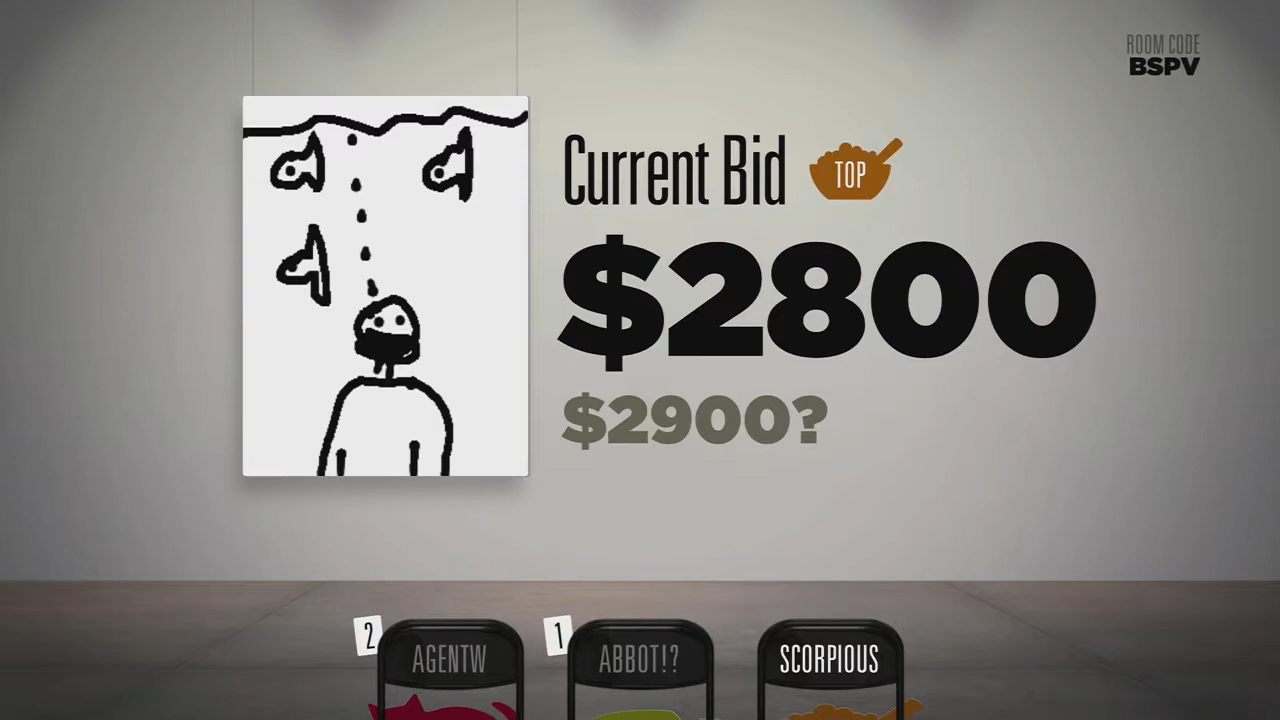 ROOM CODE
BSPV
Current Bid
TOP
$2800
$2900?
2
AGENTW
1
ABBOT!?
SCORPIOUS